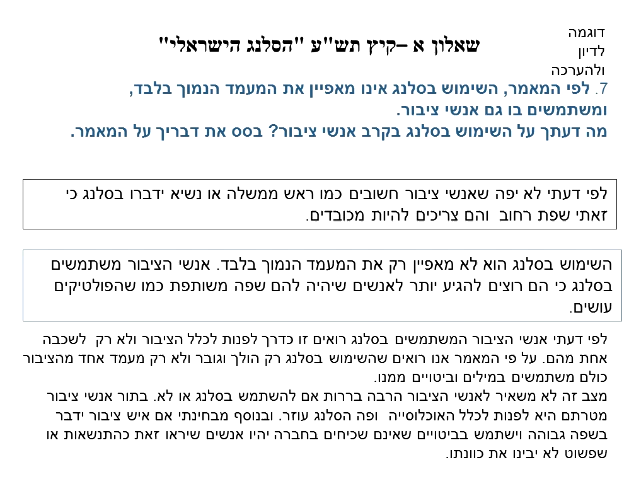 דוגמה
לדיון
ולהערכה
שאלון א –קיץ תש"ע "הסלנג הישראלי"
7. לפי המאמר, השימוש בסלנג אינו מאפיין את המעמד הנמוך בלבד,
ומשתמשים בו גם אנשי ציבור.
מה דעתך על השימוש בסלנג בקרב אנשי ציבור? בסס את דבריך על המאמר.
לפי דעתי לא יפה שאנשי ציבור חשובים כמו ראש ממשלה או נשיא ידברו בסלנג כי
זאתי שפת רחוב והם צריכים להיות מכובדים.
השימוש בסלנג הוא לא מאפיין רק את המעמד הנמוך בלבד. אנשי הציבור משתמשים
בסלנג כי הם רוצים להגיע יותר לאנשים שיהיה להם שפה משותפת כמו שהפולטיקים
עושים.
לפי דעתי אנשי הציבור המשתמשים בסלנג רואים זו כדרך לפנות לכלל הציבור ולא רק לשכבה
אחת מהם. על פי המאמר אנו רואים שהשימוש בסלנג רק הולך וגובר ולא רק מעמד אחד מהציבור
כולם משתמשים במילים וביטויים ממנו.
מצב זה לא משאיר לאנשי הציבור הרבה בררות אם להשתמש בסלנג או לא. בתור אנשי ציבור
מטרתם היא לפנות לכלל האוכלוסייה ופה הסלנג עוזר. ובנוסף מבחינתי אם איש ציבור ידבר
בשפה גבוהה וישתמש בביטויים שאינם שכיחים בחברה יהיו אנשים שיראו זאת כהתנשאות או
שפשוט לא יבינו את כוונתו.